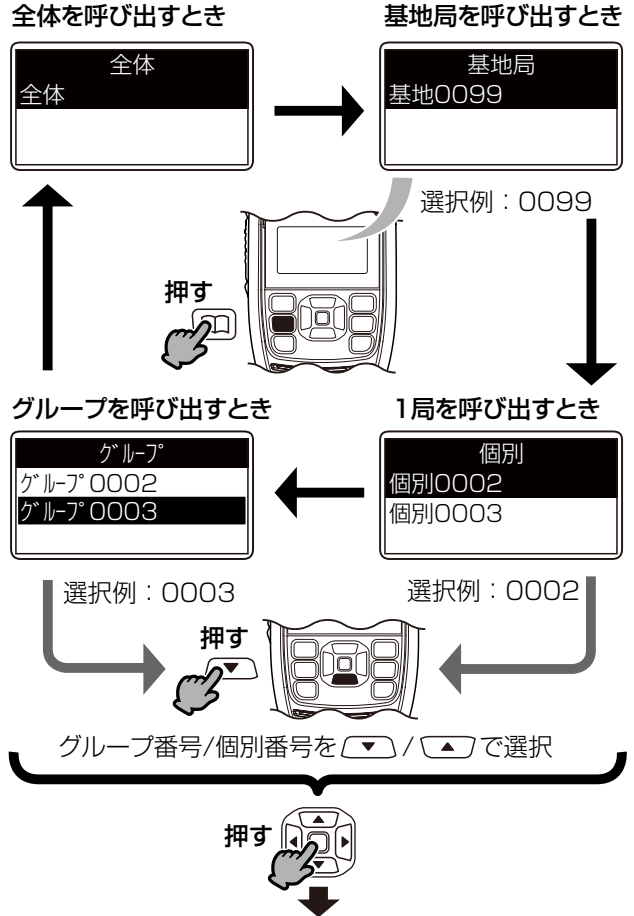 全体を呼び出すとき
基地局を呼び出すとき
全体
全体
基地局
基地0099
選択例：0099
押す
グループを呼び出すとき
1局を呼び出すとき
ｸﾞﾙｰﾌﾟ
ｸﾞﾙｰﾌﾟ0002
ｸﾞﾙｰﾌﾟ0003
個別
個別0002
個別0003
選択例：0003
選択例：0002
押す
グループ番号/個別番号を▼/▲で選択
押す